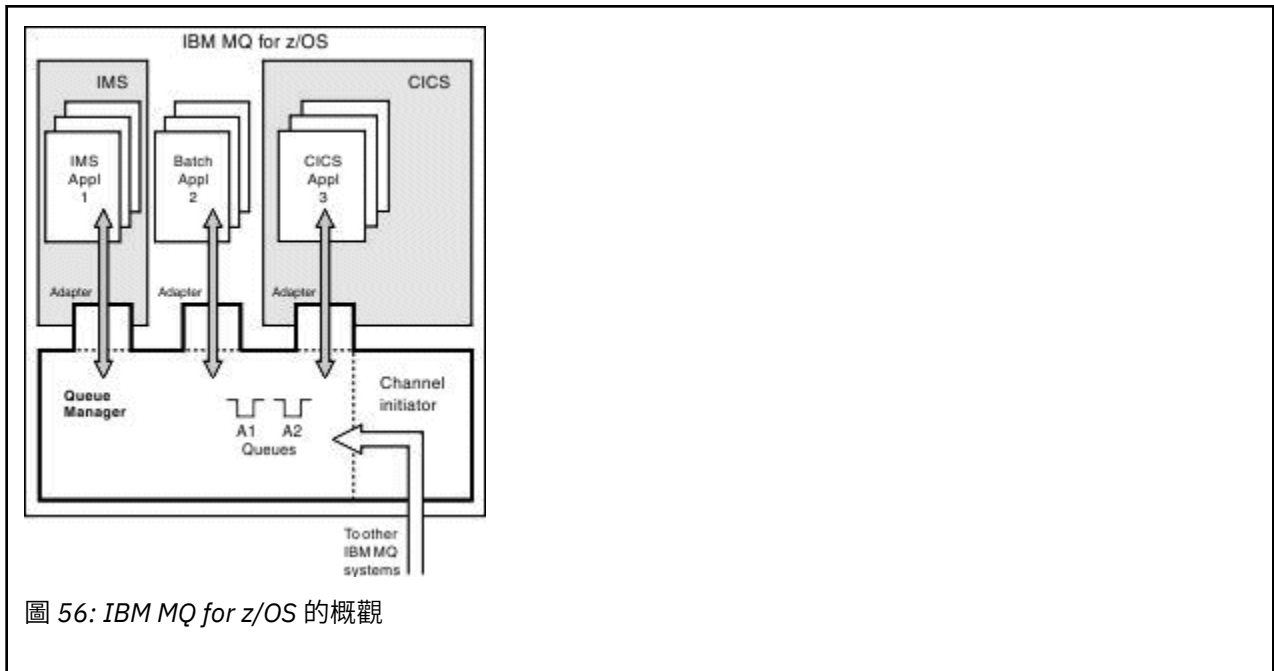 IBM MQ for z/OS
IMS
CICS
IMS
Appl
1
Batch
Appl
2
CICS
Appl
3
Adapter
Adapter
Adapter
Queue
Manager
A1
A2
Queues
Channel
initiator
To other
IBM MQ
systems
圖 56: IBM MQ for z/OS 的概觀